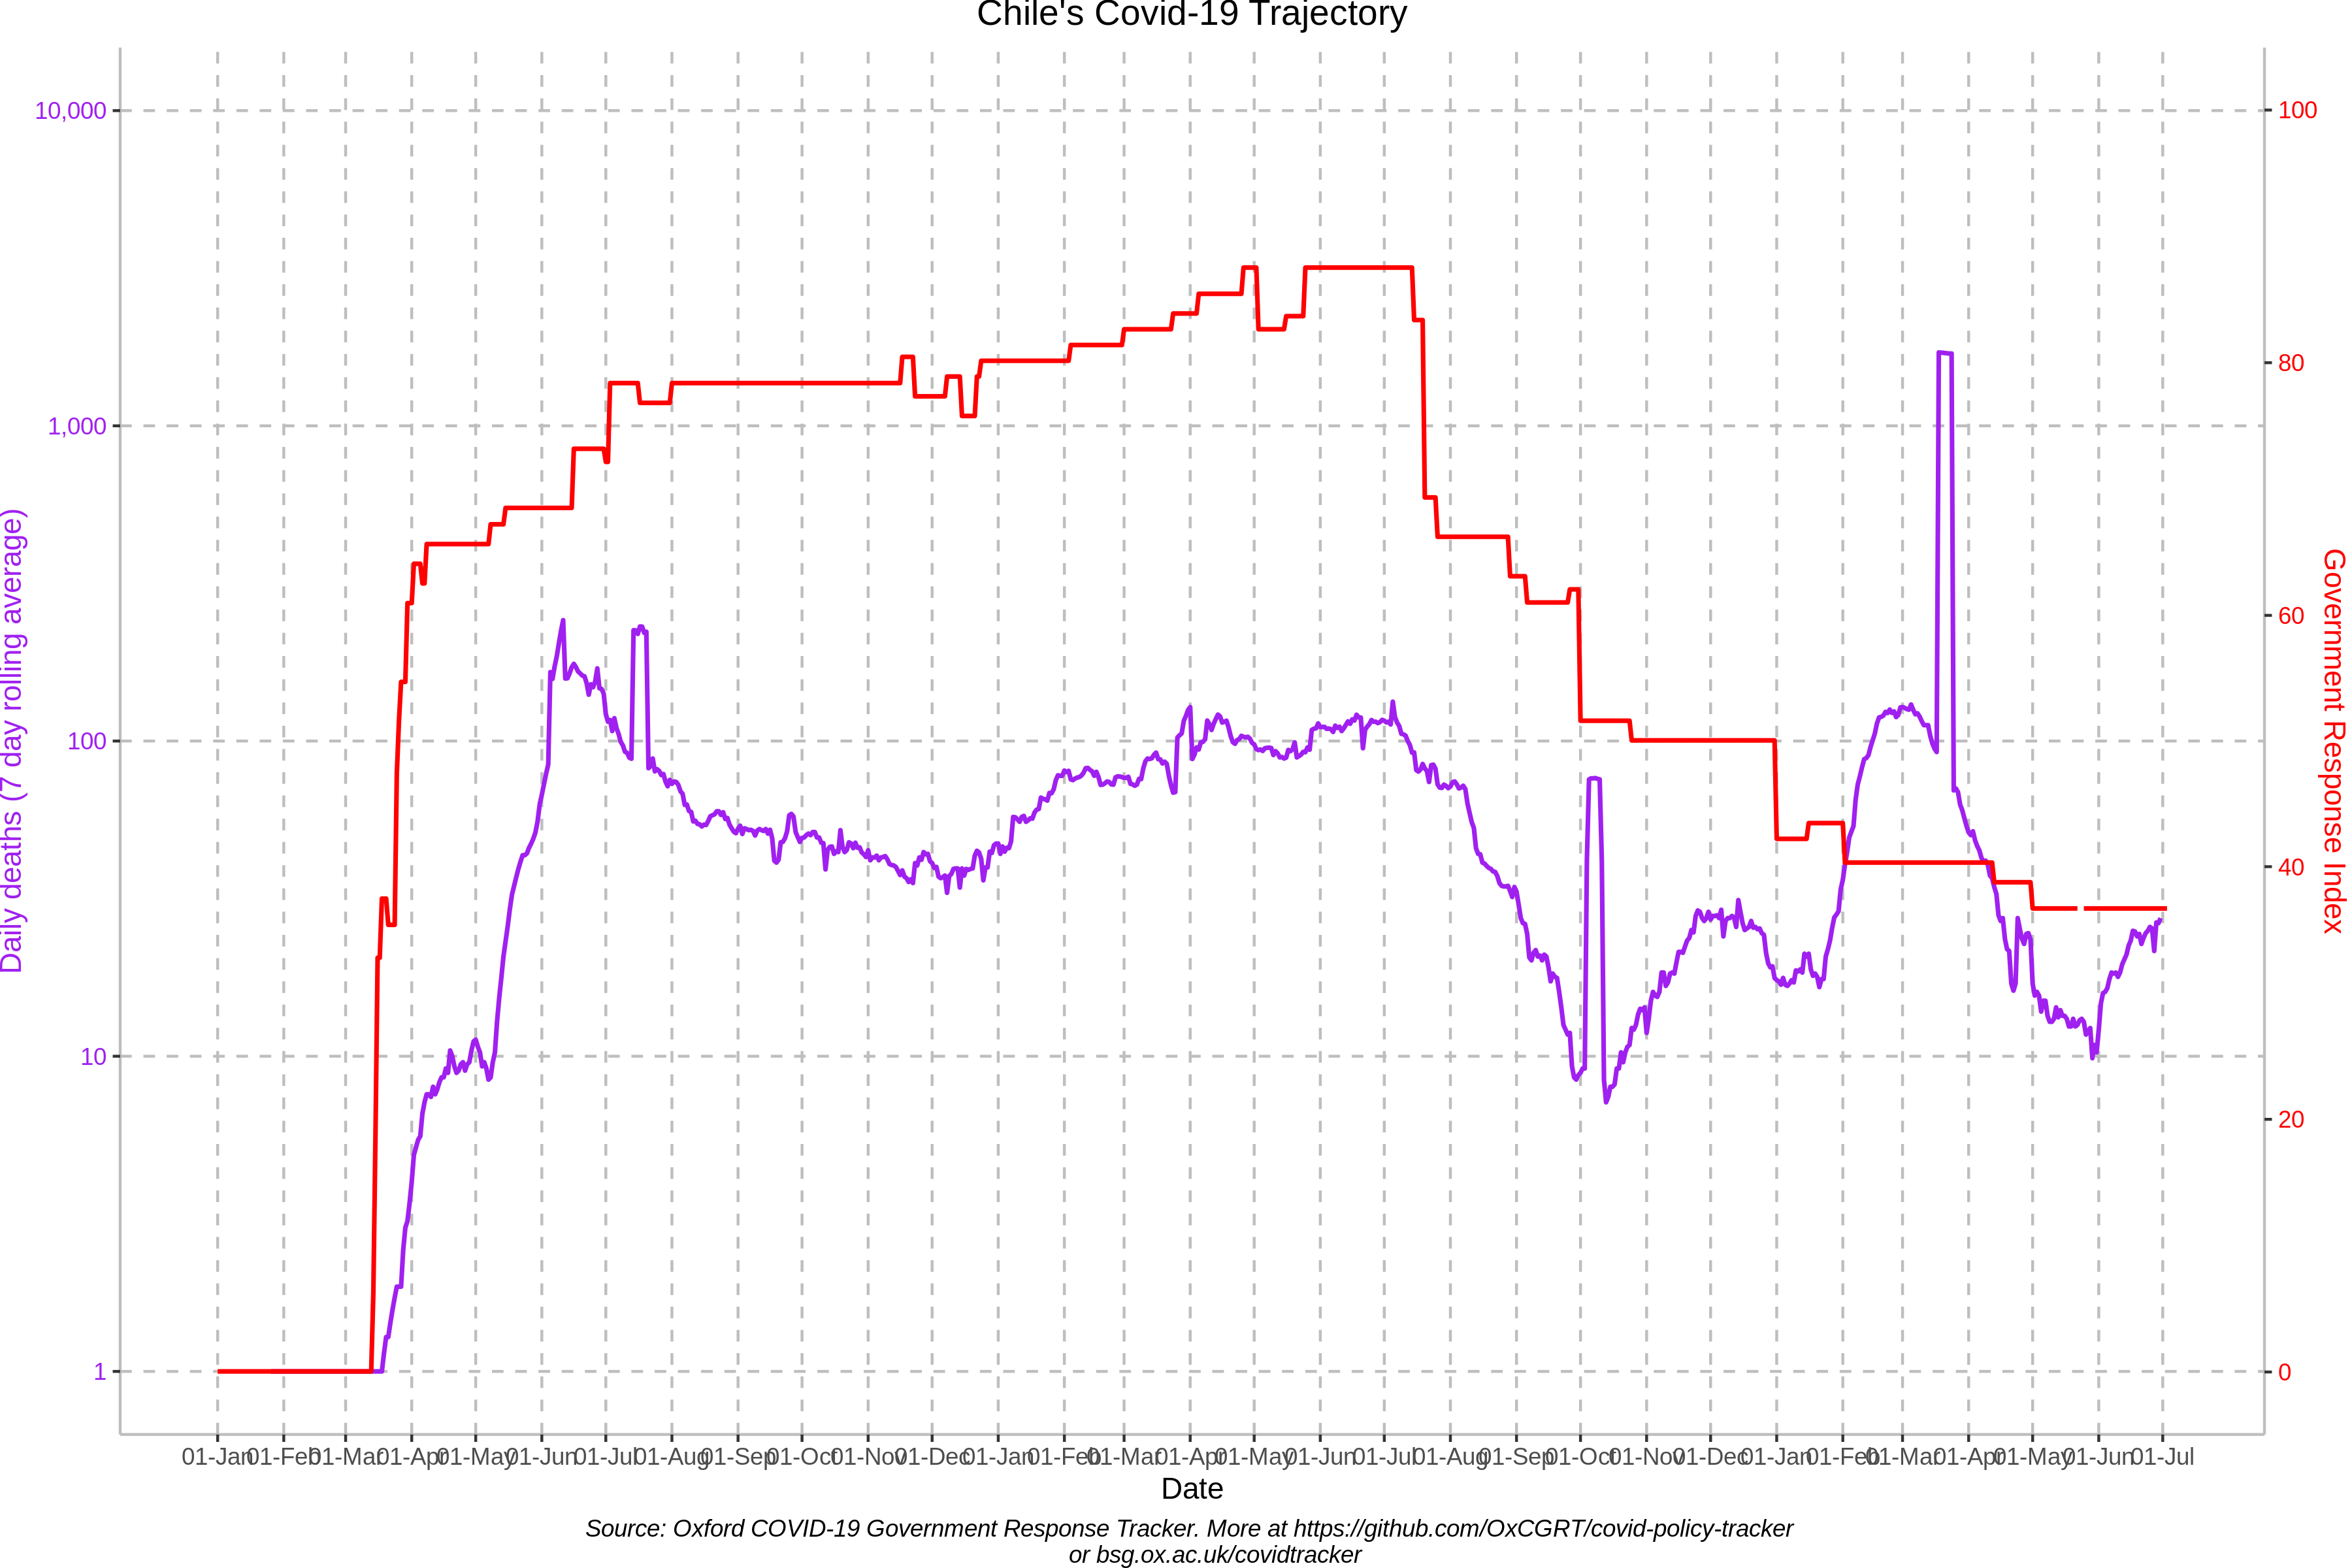 Chile's Covid-19 Trajectory
10,000
1,000
100
10
1
Daily deaths (7 day rolling average)
100
80
60
40
20
0
Government Response Index
01-Jan 01-Feb 01-Mar 01-Apr 01-May 01-Jun 01-Jul 01-Aug 01-Sep 01-Oct 01-Nov 01-Dec 01-Jan 01-Feb 01-Mar 01-Apr 01-May 01-Jun 01-Jul 01-Aug 01-Sep 01-Oct 01-Nov 01-Dec 01-Jan 01-Feb 01-Mar 01-Apr 01-May 01-Jun 01-Jul
Date
Source: Oxford COVID-19 Government Response Tracker. More at https://github.com/OxCGRT/covid-policy-tracker
or bsg.ox.ac.uk/covidtracker